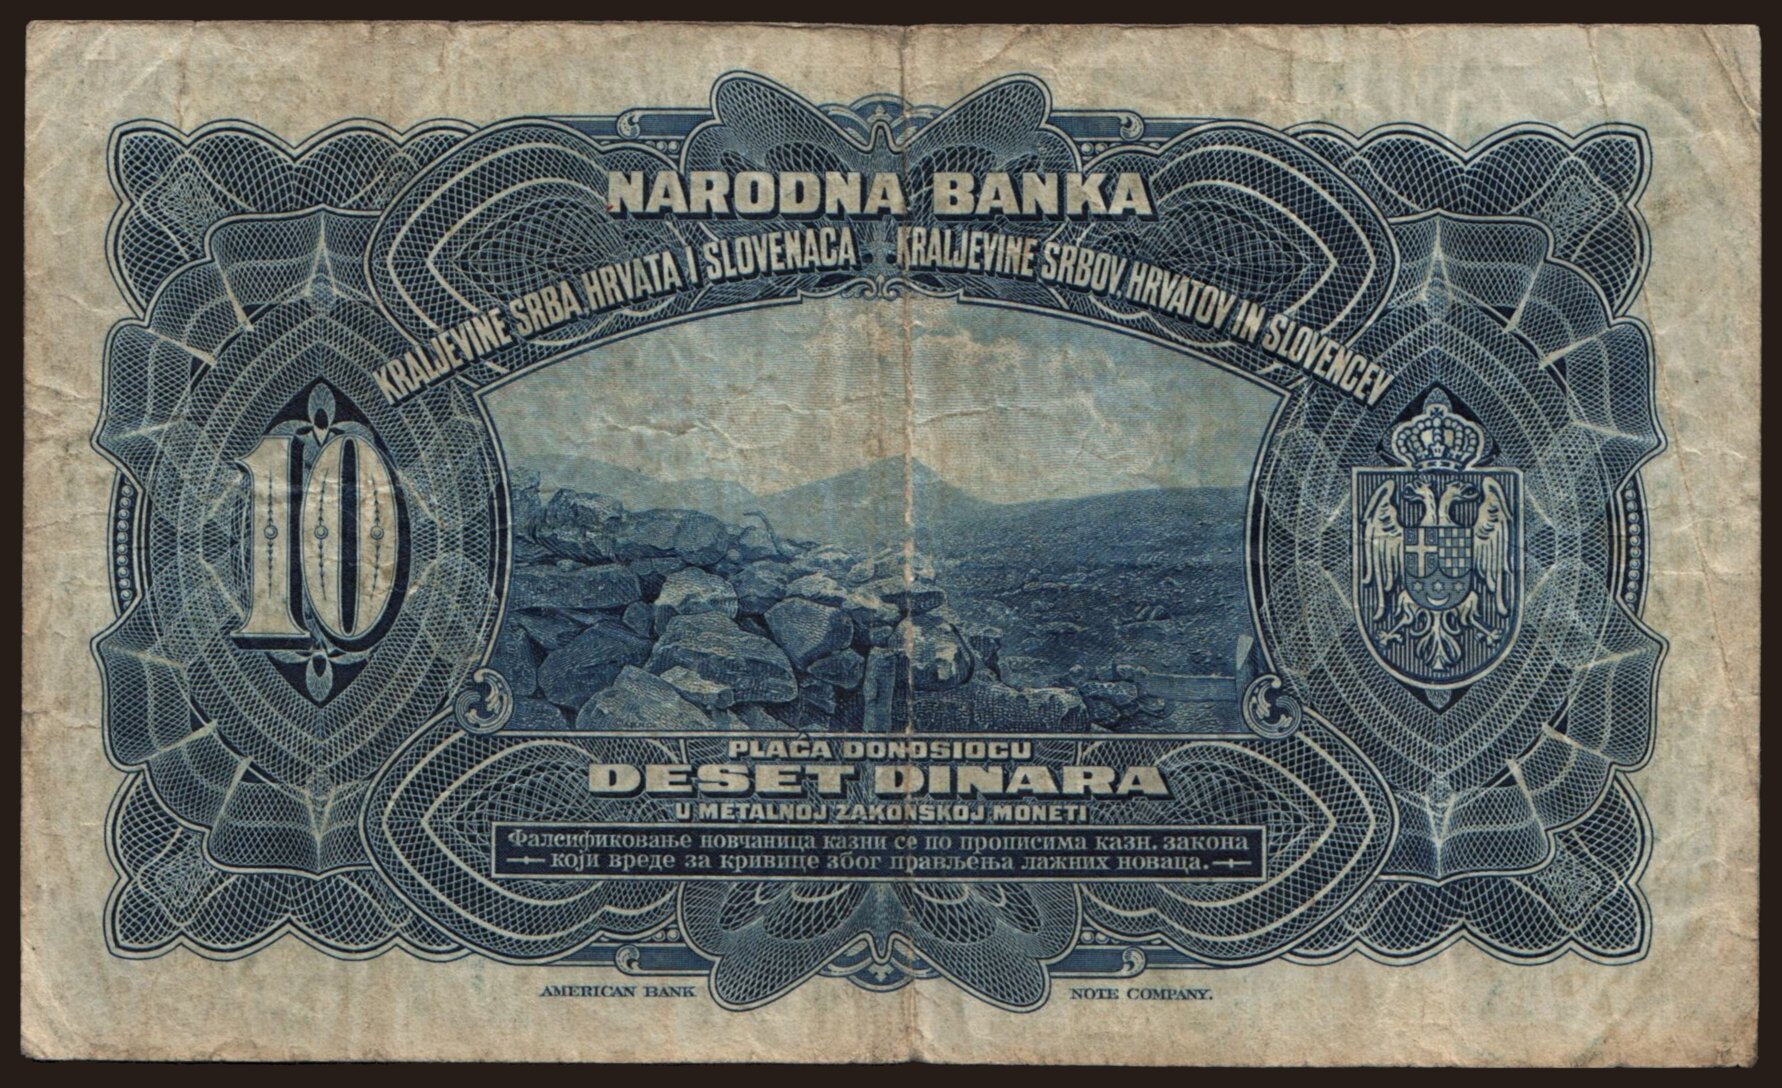 NARODNA BANKA
KRALJEVINE SRBA, HRVATA I SLOVENACA KRALJEVINE SRBOV, HRVATOV IN SLOVENCEV
10
PLAĆA DONOSIOCU
DESET DINARA
U METALNOJ ZAKONSKOJ MONETI
Фалсификовање новчаница казни се по прописима казн. закона
који вреде за кривице због прављења лажних новаца.
AMERICAN BANK NOTE COMPANY.